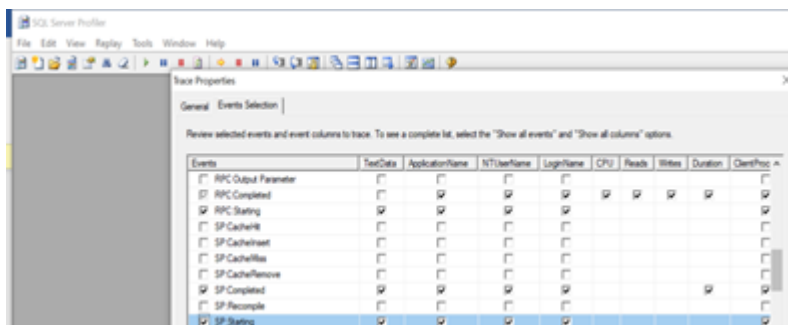 SQL Server Profiler
File Edit View Replay Tools Window Help
Trace Properties
General Events Selection
Review selected events and event columns to trace. To see a complete list, select the "Show all events" and "Show all columns" options.
Events TextData ApplicationName NTUserName LoginName CPU Reads Writes Duration ClientProc
RPC:Output Parameter
RPC:Completed
RPC:Starting
SP:CacheHit
SP:CacheInsert
SP:CacheMiss
SP:CacheRemove
SP:Completed
SP:Recompile
SP:Starting